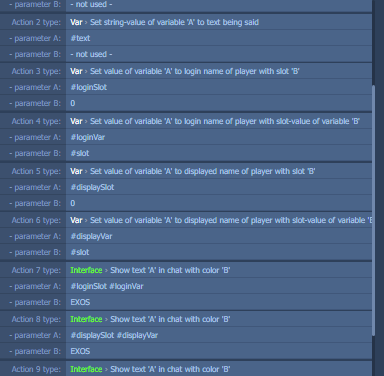 - parameter B: - not used -
Action 2 type: Var » Set string-value of variable 'A' to text being said
- parameter A: #text
- parameter B: - not used -
Action 3 type: Var » Set value of variable 'A' to login name of player with slot 'B'
- parameter A: #loginSlot
- parameter B: 0
Action 4 type: Var » Set value of variable 'A' to login name of player with slot-value of variable 'B'
- parameter A: #loginVar
- parameter B: #slot
Action 5 type: Var » Set value of variable 'A' to displayed name of player with slot 'B'
- parameter A: #displaySlot
- parameter B: 0
Action 6 type: Var » Set value of variable 'A' to displayed name of player with slot-value of variable 'B
- parameter A: #displayVar
- parameter B: #slot
Action 7 type: Interface » Show text 'A' in chat with color 'B'
- parameter A: #loginSlot #loginVar
- parameter B: EXOS
Action 8 type: Interface » Show text 'A' in chat with color 'B'
- parameter A: #displaySlot #displayVar
- parameter B: EXOS
Action 9 type: Interface » Show text 'A' in chat with color 'B'